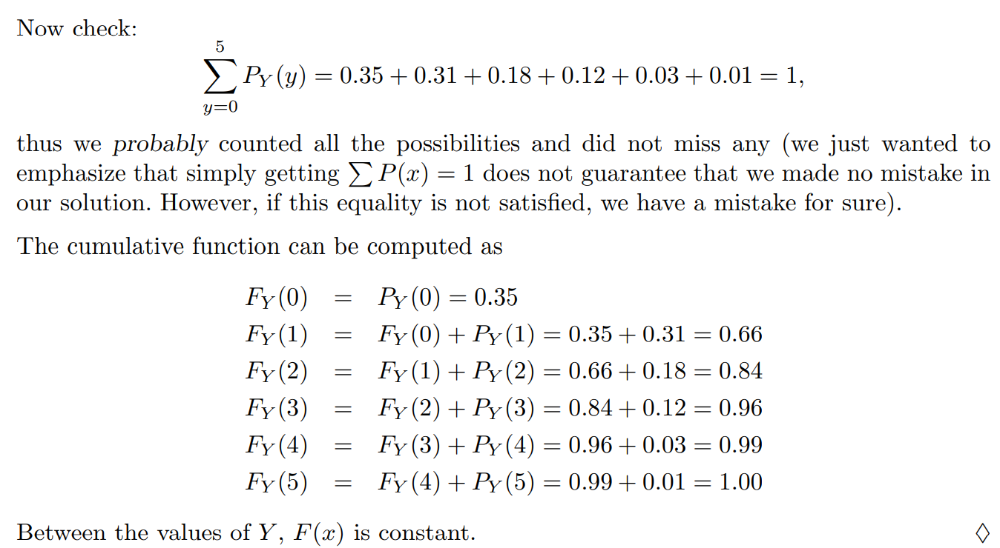 Now check:
5
∑ P_Y(y) = 0.35 + 0.31 + 0.18 + 0.12 + 0.03 + 0.01 = 1,
y=0
thus we probably counted all the possibilities and did not miss any (we just wanted to
emphasize that simply getting ∑ P(x) = 1 does not guarantee that we made no mistake in
our solution. However, if this equality is not satisfied, we have a mistake for sure).
The cumulative function can be computed as
F_Y(0) = P_Y(0) = 0.35
F_Y(1) = F_Y(0) + P_Y(1) = 0.35 + 0.31 = 0.66
F_Y(2) = F_Y(1) + P_Y(2) = 0.66 + 0.18 = 0.84
F_Y(3) = F_Y(2) + P_Y(3) = 0.84 + 0.12 = 0.96
F_Y(4) = F_Y(3) + P_Y(4) = 0.96 + 0.03 = 0.99
F_Y(5) = F_Y(4) + P_Y(5) = 0.99 + 0.01 = 1.00
Between the values of Y, F(x) is constant. ◊